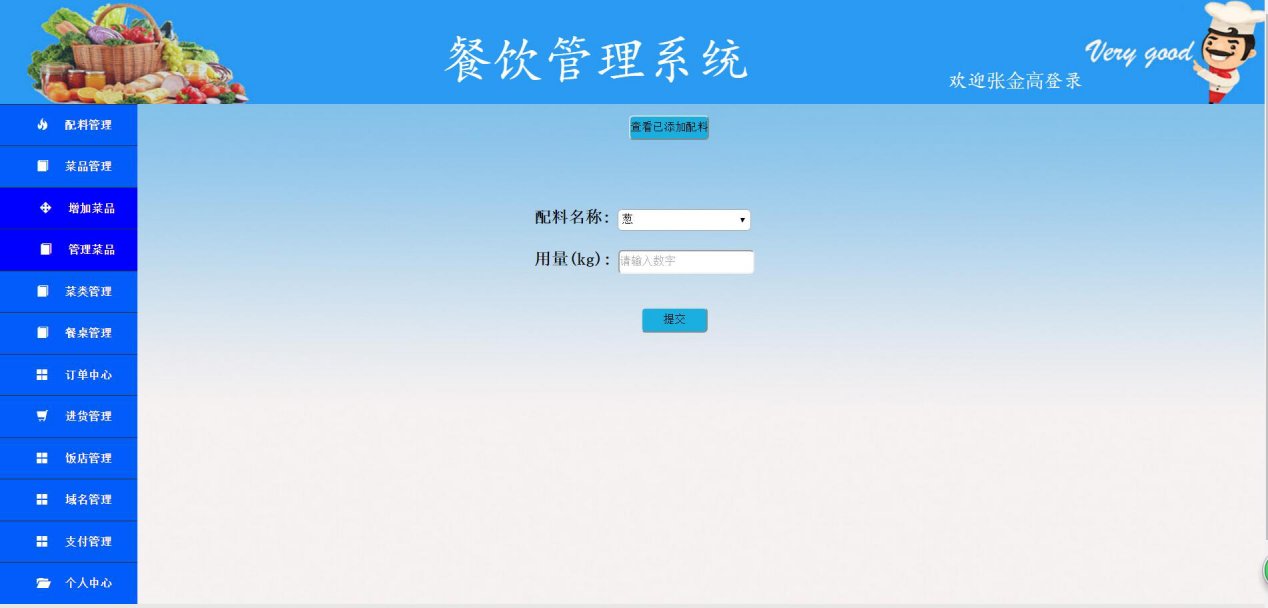 餐饮管理系统
Very good
欢迎张金高登录
配料管理
菜品管理
增加菜品
管理菜品
菜类管理
餐桌管理
订单中心
进货管理
饭店管理
域名管理
支付管理
个人中心
查看已添加配料
配料名称: 葱
用量(kg): 请输入数字
提交